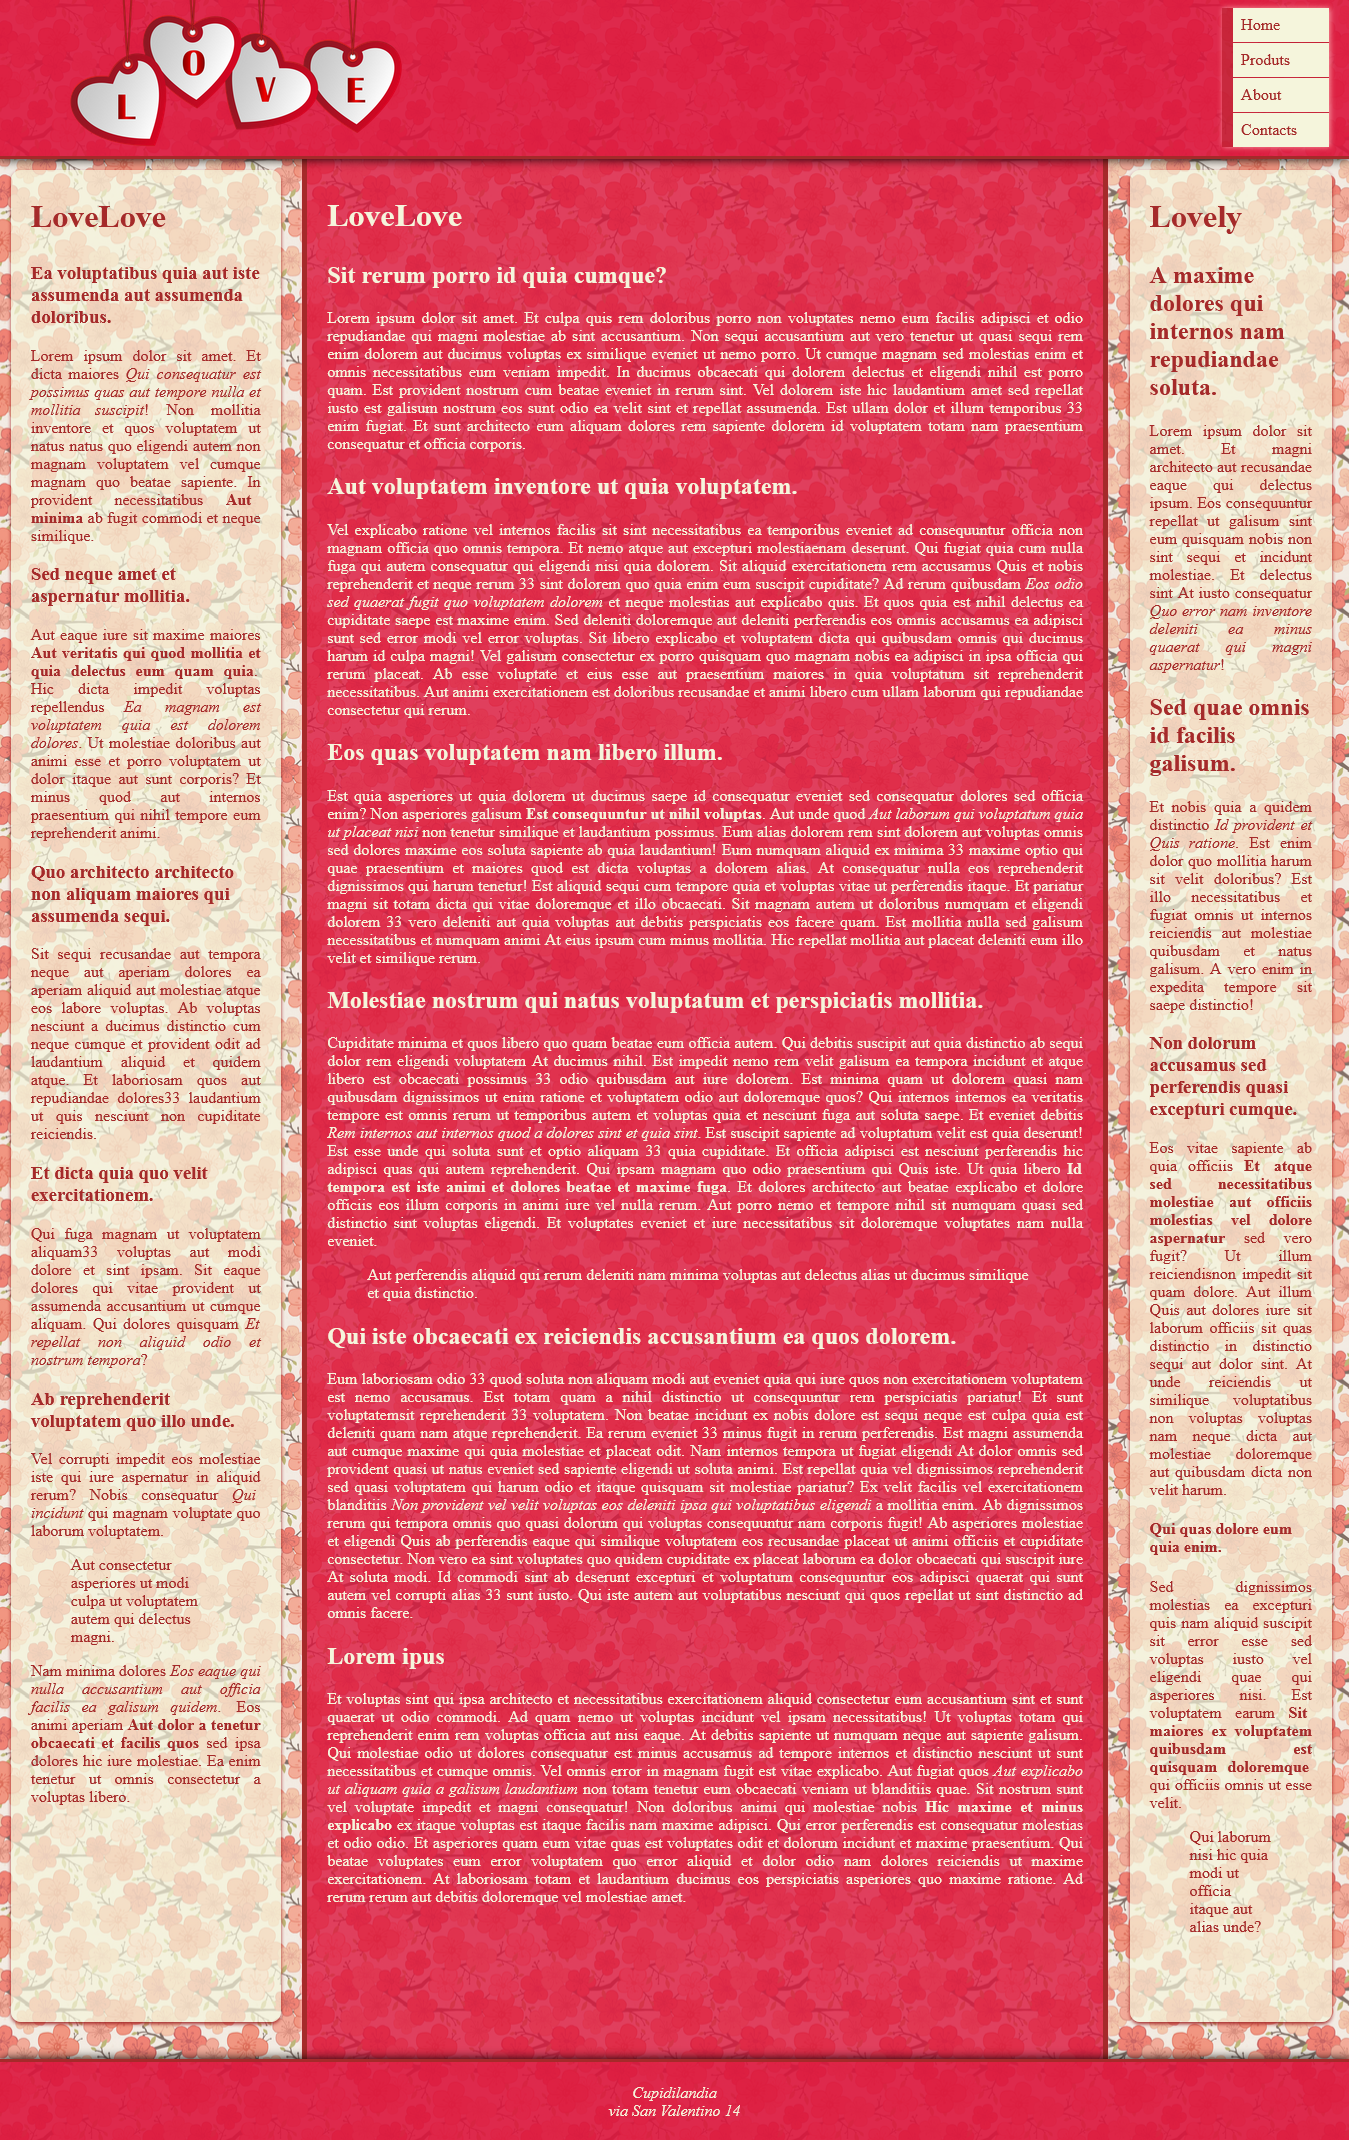 L O V E
Home
Produts
About
Contacts
LoveLove
Ea voluptatibus quia aut iste
assumenda aut assumenda
doloribus.
Lorem ipsum dolor sit amet. Et
dicta maiores Qui consequatur est
possimus quas aut tempore nulla et
mollitia suscipit! Non mollitia
inventore et quos voluptatem ut
natus natus quo eligendi autem non
magnam voluptatem vel cumque
magnam quo beatae sapiente. In
provident necessitatibus Aut
minima ab fugit commodi et neque
similique.
Sed neque amet et
aspernatur mollitia.
Aut eaque iure sit maxime maiores
Aut veritatis qui quod mollitia et
quia delectus eum quam quia.
Hic dicta impedit voluptas
repellendus Ea magnam est
voluptatem quia est dolorem
dolores. Ut molestiae doloribus aut
animi esse et porro voluptatem ut
dolor itaque aut sunt corporis? Et
minus quod aut internos
praesentium qui nihil tempore eum
reprehenderit animi.
Quo architecto architecto
non aliquam maiores qui
assumenda sequi.
Sit sequi recusandae aut tempora
neque aut aperiam dolores ea
aperiam aliquid aut molestiae atque
eos labore voluptas. Ab voluptas
nesciunt a ducimus distinctio cum
neque cumque et provident odit ad
laudantium aliquid et quidem
atque. Et laboriosam quos aut
repudiandae dolores33 laudantium
ut quis nesciunt non cupiditate
reiciendis.
Et dicta quia quo velit
exercitationem.
Qui fuga magnam ut voluptatem
aliquam33 voluptas aut modi
dolore et sint ipsam. Sit eaque
dolores qui vitae provident ut
assumenda accusantium ut cumque
aliquam. Qui dolores quisquam Et
repellat non aliquid odio et
nostrum tempora?
Ab reprehenderit
voluptatem quo illo unde.
Vel corrupti impedit eos molestiae
iste qui iure aspernatur in aliquid
rerum? Nobis consequatur Qui
incidunt qui magnam voluptate quo
laborum voluptatem.
Aut consectetur
asperiores ut modi
culpa ut voluptatem
autem qui delectus
magni.
Nam minima dolores Eos eaque qui
nulla accusantium aut officia
facilis ea galisum quidem. Eos
animi aperiam Aut dolor a tenetur
obcaecati et facilis quos sed ipsa
dolores hic iure molestiae. Ea enim
tenetur ut omnis consectetur a
voluptas libero.
LoveLove
Sit rerum porro id quia cumque?
Lorem ipsum dolor sit amet. Et culpa quis rem doloribus porro non voluptates nemo eum facilis adipisci et odio
repudiandae qui magni molestiae ab sint accusantium. Non sequi accusantium aut vero tenetur ut quasi sequi rem
enim dolorem aut ducimus voluptas ex similique eveniet ut nemo porro. Ut cumque magnam sed molestias enim et
omnis necessitatibus eum veniam impedit. In ducimus obcaecati qui dolorem delectus et eligendi nihil est porro
quam. Est provident nostrum cum beatae eveniet in rerum sint. Vel dolorem iste hic laudantium amet sed repellat
iusto est galisum nostrum eos sunt odio ea velit sint et repellat assumenda. Est ullam dolor et illum temporibus 33
enim fugiat. Et sunt architecto eum aliquam dolores rem sapiente dolorem id voluptatem totam nam praesentium
consequatur et officia corporis.
Aut voluptatem inventore ut quia voluptatem.
Vel explicabo ratione vel internos facilis sit sint necessitatibus ea temporibus eveniet ad consequuntur officia non
magnam officia quo omnis tempora. Et nemo atque aut excepturi molestiaenam deserunt. Qui fugiat quia cum nulla
fuga qui autem consequatur qui eligendi nisi quia dolorem. Sit aliquid exercitationem rem accusamus Quis et nobis
reprehenderit et neque rerum 33 sint dolorem quo quia enim eum suscipit cupiditate? Ad rerum quibusdam Eos odio
sed quaerat fugit quo voluptatem dolorem et neque molestias aut explicabo quis. Et quos quia est nihil delectus ea
cupiditate saepe est maxime enim. Sed deleniti doloremque aut deleniti perferendis eos omnis accusamus ea adipisci
sunt sed error modi vel error voluptas. Sit libero explicabo et voluptatem dicta qui quibusdam omnis qui ducimus
harum id culpa magni! Vel galisum consectetur ex porro quisquam quo magnam nobis ea adipisci in ipsa officia qui
rerum placeat. Ab esse voluptate et eius esse aut praesentium maiores in quia voluptatum sit reprehenderit
necessitatibus. Aut animi exercitationem est doloribus recusandae et animi libero cum ullam laborum qui repudiandae
consectetur qui rerum.
Eos quas voluptatem nam libero illum.
Est quia asperiores ut quia dolorem ut ducimus saepe id consequatur eveniet sed consequatur dolores sed officia
enim? Non asperiores galisum Est consequuntur ut nihil voluptas. Aut unde quod Aut laborum qui voluptatum quia
ut placeat nisi non tenetur similique et laudantium possimus. Eum alias dolorem rem sint dolorem aut voluptas omnis
sed dolores maxime eos soluta sapiente ab quia laudantium! Eum numquam aliquid ex minima 33 maxime optio qui
quae praesentium et maiores quod est dicta voluptas a dolorem alias. At consequatur nulla eos reprehenderit
dignissimos qui harum tenetur! Est aliquid sequi cum tempore quia et voluptas vitae ut perferendis itaque. Et pariatur
magni sit totam dicta qui vitae doloremque et illo obcaecati. Sit magnam autem ut doloribus numquam et eligendi
dolorem 33 vero deleniti aut quia voluptas aut debitis perspiciatis eos facere quam. Est mollitia nulla sed galisum
necessitatibus et numquam animi At eius ipsum cum minus mollitia. Hic repellat mollitia aut placeat deleniti eum illo
velit et similique rerum.
Molestiae nostrum qui natus voluptatum et perspiciatis mollitia.
Cupiditate minima et quos libero quo quam beatae eum officia autem. Qui debitis suscipit aut quia distinctio ab sequi
dolor rem eligendi voluptatem At ducimus nihil. Est impedit nemo rem velit galisum ea tempora incidunt et atque
libero est obcaecati possimus 33 odio quibusdam aut iure dolorem. Est minima quam ut dolorem quasi nam
quibusdam dignissimos ut enim ratione et voluptatem odio aut doloremque quos? Qui internos internos ea veritatis
tempore est omnis rerum ut temporibus autem et voluptas quia et nesciunt fuga aut soluta saepe. Et eveniet debitis
Rem internos aut internos quod a dolores sint et quia sint. Est suscipit sapiente ad voluptatum velit est quia deserunt!
Est esse unde qui soluta sunt et optio aliquam 33 quia cupiditate. Et officia adipisci est nesciunt perferendis hic
adipisci quas qui autem reprehenderit. Qui ipsam magnam quo odio praesentium qui Quis iste. Ut quia libero Id
tempora est iste animi et dolores beatae et maxime fuga. Et dolores architecto aut beatae explicabo et dolore
officiis eos illum corporis in animi iure vel nulla rerum. Aut porro nemo et tempore nihil sit numquam quasi sed
distinctio sint voluptas eligendi. Et voluptates eveniet et iure necessitatibus sit doloremque voluptates nam nulla
eveniet.
Aut perferendis aliquid qui rerum deleniti nam minima voluptas aut delectus alias ut ducimus similique
et quia distinctio.
Qui iste obcaecati ex reiciendis accusantium ea quos dolorem.
Eum laboriosam odio 33 quod soluta non aliquam modi aut eveniet quia qui iure quos non exercitationem voluptatem
est nemo accusamus. Est totam quam a nihil distinctio ut consequuntur rem perspiciatis pariatur! Et sunt
voluptatemsit reprehenderit 33 voluptatem. Non beatae incidunt ex nobis dolore est sequi neque est culpa quia est
deleniti quam nam atque reprehenderit. Ea rerum eveniet 33 minus fugit in rerum perferendis. Est magni assumenda
aut cumque maxime qui quia molestiae et placeat odit. Nam internos tempora ut fugiat eligendi At dolor omnis sed
provident quasi ut natus eveniet sed sapiente eligendi ut soluta animi. Est repellat quia vel dignissimos reprehenderit
sed quasi voluptatem qui harum odio et itaque quisquam sit molestiae pariatur? Ex velit facilis vel exercitationem
blanditiis Non provident vel velit voluptas eos deleniti ipsa qui voluptatibus eligendi a mollitia enim. Ab dignissimos
rerum qui tempora omnis quo quasi dolorum qui voluptas consequuntur nam corporis fugit! Ab asperiores molestiae
et eligendi Quis ab perferendis eaque qui similique voluptatem eos recusandae placeat ut animi officiis et cupiditate
consectetur. Non vero ea sint voluptates quo quidem cupiditate ex placeat laborum ea dolor obcaecati qui suscipit iure
At soluta modi. Id commodi sint ab deserunt excepturi et voluptatum consequuntur eos adipisci quaerat qui sunt
autem vel corrupti alias 33 sunt iusto. Qui iste autem aut voluptatibus nesciunt qui quos repellat ut sint distinctio ad
omnis facere.
Lorem ipus
Et voluptas sint qui ipsa architecto et necessitatibus exercitationem aliquid consectetur eum accusantium sint et sunt
quaerat ut odio commodi. Ad quam nemo ut voluptas incidunt vel ipsam necessitatibus! Ut voluptas totam qui
reprehenderit enim rem voluptas officia aut nisi eaque. At debitis sapiente ut numquam neque aut sapiente galisum.
Qui molestiae odio ut dolores consequatur est minus accusamus ad tempore internos et distinctio nesciunt ut sunt
necessitatibus et cumque omnis. Vel omnis error in magnam fugit est vitae explicabo. Aut fugiat quos Aut explicabo
ut aliquam quia a galisum laudantium non totam tenetur eum obcaecati veniam ut blanditiis quae. Sit nostrum sunt
vel voluptate impedit et magni consequatur! Non doloribus animi qui molestiae nobis Hic maxime et minus
explicabo ex itaque voluptas est itaque facilis nam maxime adipisci. Qui error perferendis est consequatur molestias
et odio odio. Et asperiores quam eum vitae quas est voluptates odit et dolorum incidunt et maxime praesentium. Qui
beatae voluptates eum error voluptatem quo error aliquid et dolor odio nam dolores reiciendis ut maxime
exercitationem. At laboriosam totam et laudantium ducimus eos perspiciatis asperiores quo maxime ratione. Ad
rerum rerum aut debitis doloremque vel molestiae amet.
Lovely
A maxime
dolores qui
internos nam
repudiandae
soluta.
Lorem ipsum dolor sit
amet. Et magni
architecto aut recusandae
eaque qui delectus
ipsum. Eos consequuntur
repellat ut galisum sint
eum quisquam nobis non
sint sequi et incidunt
molestiae. Et delectus
sint At iusto consequatur
Quo error nam inventore
deleniti ea minus
quaerat qui magni
aspernatur!
Sed quae omnis
id facilis
galisum.
Et nobis quia a quidem
distinctio Id provident et
Quis ratione. Est enim
dolor quo mollitia harum
sit velit doloribus? Est
illo necessitatibus et
fugiat omnis ut internos
reiciendis aut molestiae
quibusdam et natus
galisum. A vero enim in
expedita tempore sit
saepe distinctio!
Non dolorum
accusamus sed
perferendis quasi
excepturi cumque.
Eos vitae sapiente ab
quia officiis Et atque
sed necessitatibus
molestiae aut officiis
molestias vel dolore
aspernatur sed vero
fugit? Ut illum
reiciendisnon impedit sit
quam dolore. Aut illum
Quis aut dolores iure sit
laborum officiis sit quas
distinctio in distinctio
sequi aut dolor sint. At
unde reiciendis ut
similique voluptatibus
non voluptas voluptas
nam neque dicta aut
molestiae doloremque
aut quibusdam dicta non
velit harum.
Qui quas dolore eum
quia enim.
Sed dignissimos
molestias ea excepturi
quis nam aliquid suscipit
sit error esse sed
voluptas iusto vel
eligendi quae qui
asperiores nisi. Est
voluptatem earum Sit
maiores ex voluptatem
quibusdam est
quisquam doloremque
qui officiis omnis ut esse
velit.
Qui laborum
nisi hic quia
modi ut
officia
itaque aut
alias unde?
Cupidilandia
via San Valentino 14